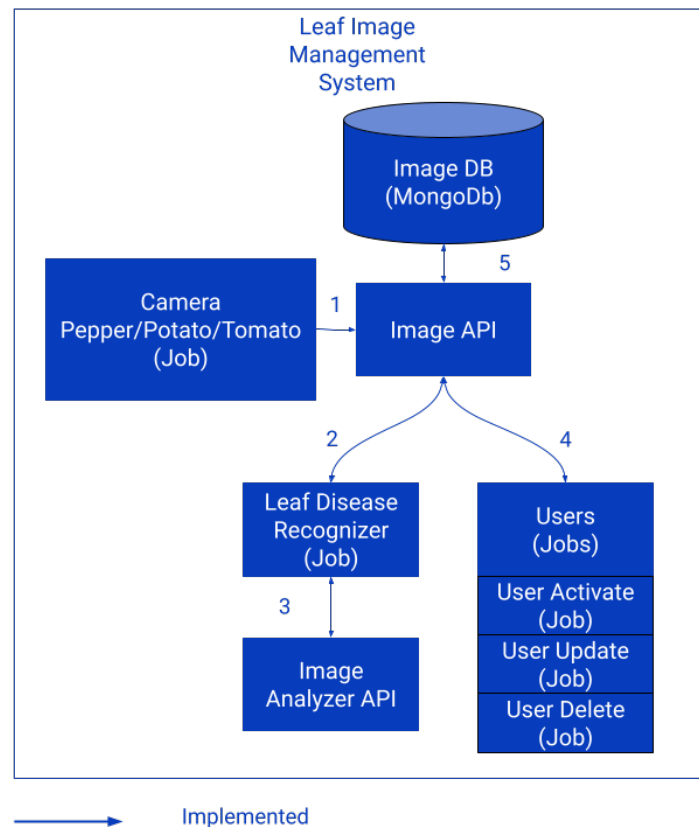 Leaf Image
Management
System
Image DB
(MongoDb)
5
Camera
Pepper/Potato/Tomato
(Job)
1
Image API
2
4
Leaf Disease
Recognizer
(Job)
Users
(Jobs)
3
User Activate
(Job)
Image
Analyzer API
User Update
(Job)
User Delete
(Job)
Implemented